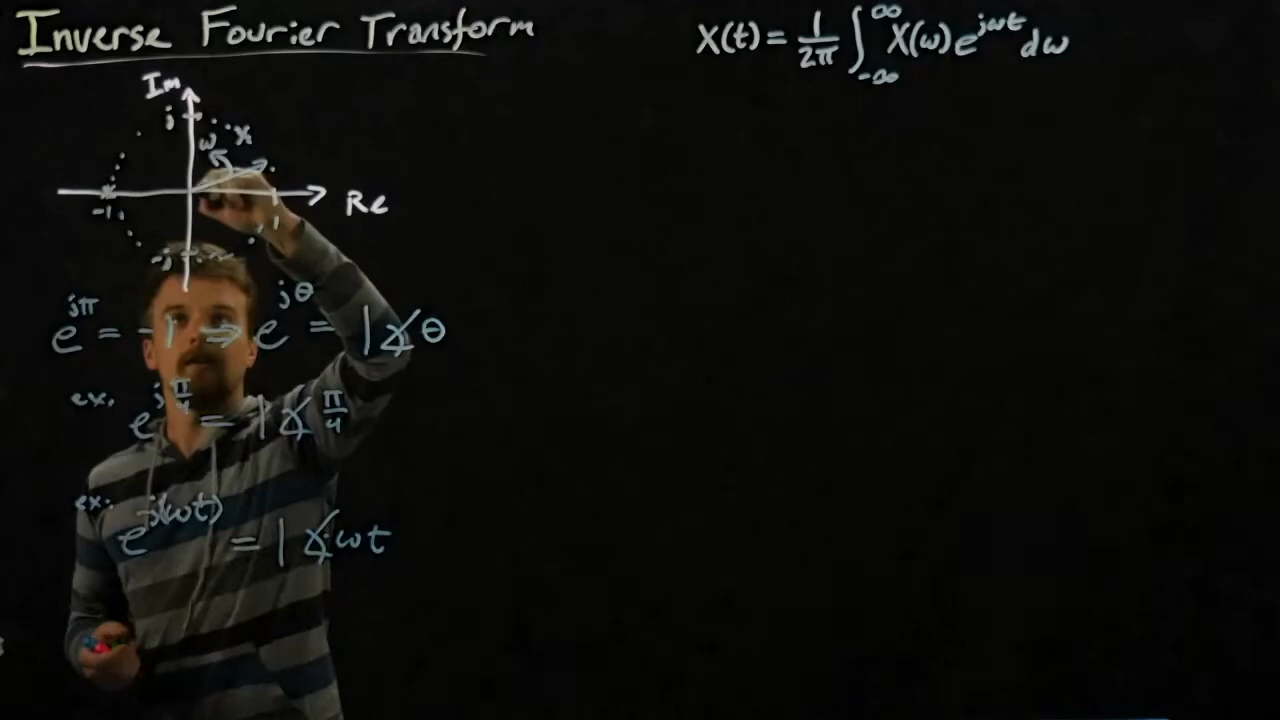 Inverse Fourier Transform
X(t) = 1/2π ∫_{-∞}^{∞} X(ω) e^{jωt} dω
Im
j
ω
-1
1
Re
-j
e^{jπ} = -1 ⇒ e^{jθ} = 1∡θ
ex. e^{jπ/4} = 1∡π/4
ex: e^{j(ωt)} = 1∡ωt